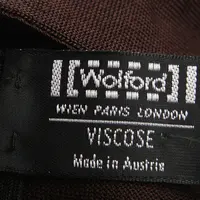 Wolford
WIEN PARIS LONDON
VISCOSE
Made in Austria